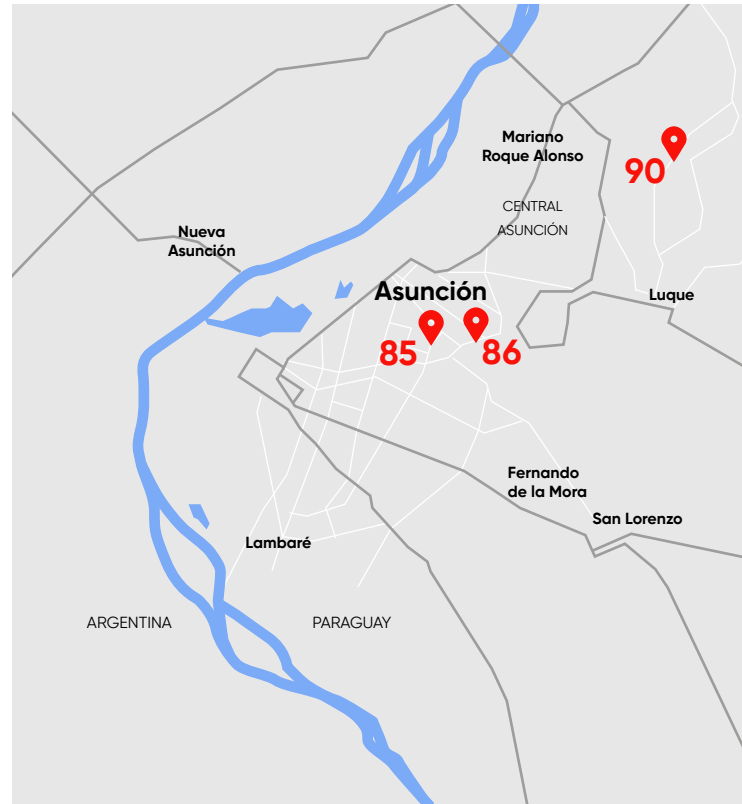 Mariano
Roque Alonso
90
CENTRAL
ASUNCIÓN
Nueva
Asunción
Asunción
Luque
85
86
Fernando
de la Mora
San Lorenzo
Lambaré
ARGENTINA
PARAGUAY